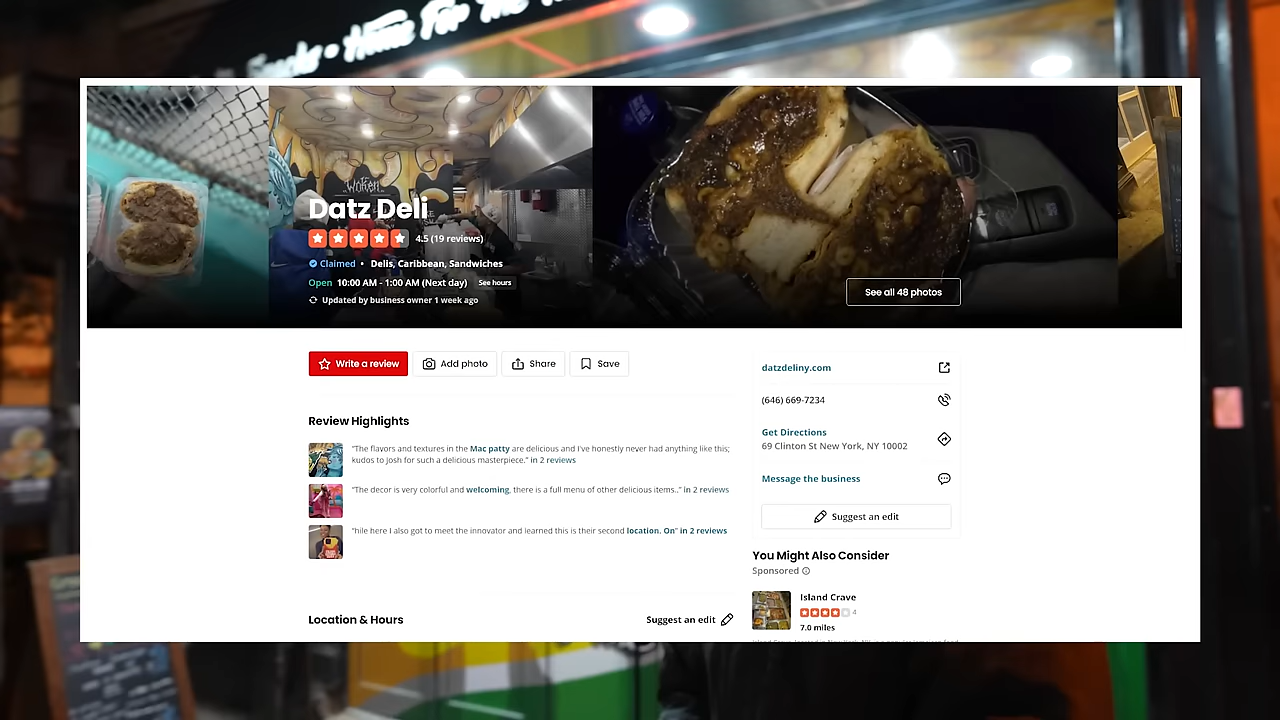 Snacks • Home For The
WOKEN
Datz Deli
4.5 (19 reviews)
Claimed • Delis, Caribbean, Sandwiches
Open 10:00 AM - 1:00 AM (Next day) See hours
Updated by business owner 1 week ago
See all 48 photos
Write a review
Add photo
Share
Save
datzdeliny.com
(646) 669-7234
Get Directions
69 Clinton St New York, NY 10002
Message the business
Suggest an edit
Review Highlights
"The flavors and textures in the Mac patty are delicious and I've honestly never had anything like this;
kudos to josh for such a delicious masterpiece." in 2 reviews
"The decor is very colorful and welcoming, there is a full menu of other delicious items.." in 2 reviews
"hile here I also got to meet the innovator and learned this is their second location. On" in 2 reviews
You Might Also Consider
Sponsored
Island Crave
4
7.0 miles
Location & Hours
Suggest an edit